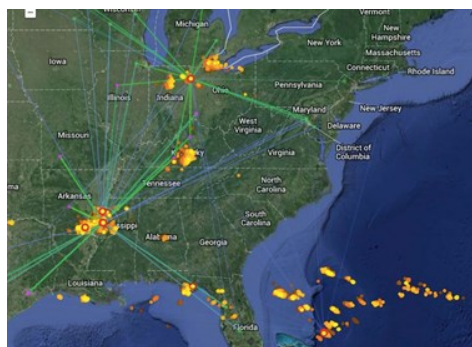 Wisconsin
Vermont
Michigan
New
Hampshire
New York
Massachusetts
Iowa
Connecticut
Rhode Island
Pennsylvania
Illinois
Indiana
Ohio
Maryland
New Jersey
West
Virginia
Delaware
Missouri
District of
Columbia
Virginia
Tennessee
North
Carolina
Arkansas
South
Carolina
Alabama
Georgia
Louisiana
Florida